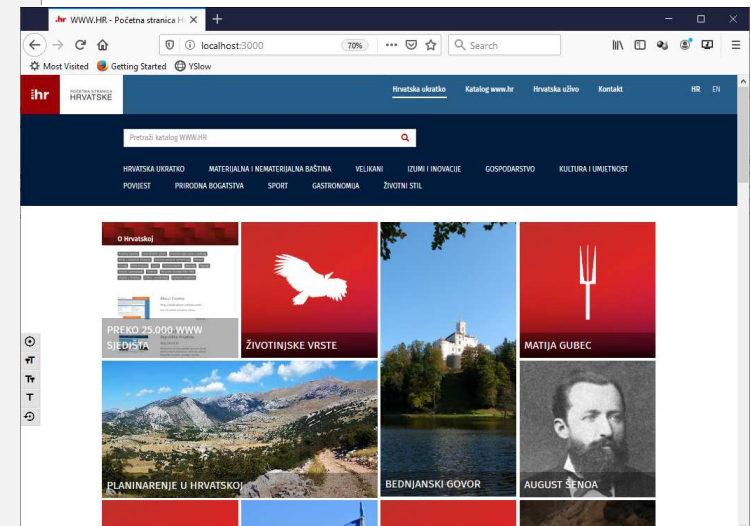 .hr WWW.HR - Početna stranica H
localhost:3000
70%
Search
Most Visited
Getting Started
YSlow
hr
POČETNA STRANICA
HRVATSKE
Hrvatska ukratko
Katalog www.hr
Hrvatska uživo
Kontakt
HR
EN
Pretraži katalog WWW.HR
HRVATSKA UKRATKO
MATERIJALNA I NEMATERIJALNA BAŠTINA
VELIKANI
IZUMI I INOVACIJE
GOSPODARSTVO
KULTURA I UMJETNOST
POVIJEST
PRIRODNA BOGATSTVA
SPORT
GASTRONOMIJA
ŽIVOTNI STIL
O Hrvatskoj
PREKO 25.000 WWW
SJEDIŠTA
ŽIVOTINJSKE VRSTE
MATIJA GUBEC
PLANINARENJE U HRVATSKOJ
BEDNJANSKI GOVOR
AUGUST ŠENOA